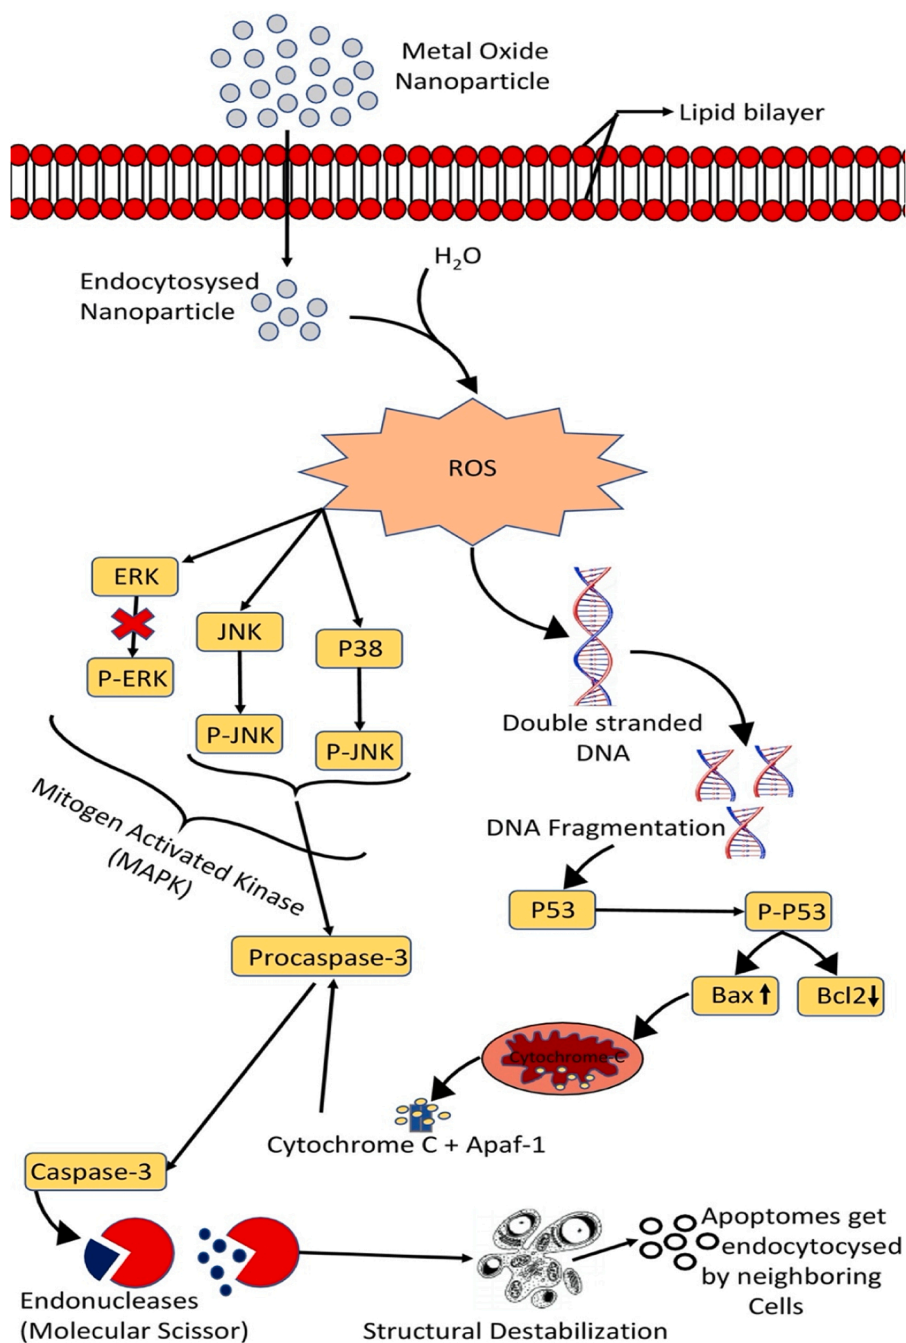 Metal Oxide
Nanoparticle
Lipid bilayer
H₂O
Endocytosysed
Nanoparticle
ROS
ERK
JNK
P38
P-ERK
P-JNK
P-JNK
Double stranded
DNA
Mitogen Activated Kinase
(MAPK)
DNA Fragmentation
P53
P-P53
Procaspase-3
Bax
Bcl2
Cytochrome-C
Cytochrome C + Apaf-1
Caspase-3
Apoptomes get
endocytocysed
by neighboring
Cells
Endonucleases
(Molecular Scissor)
Structural Destabilization